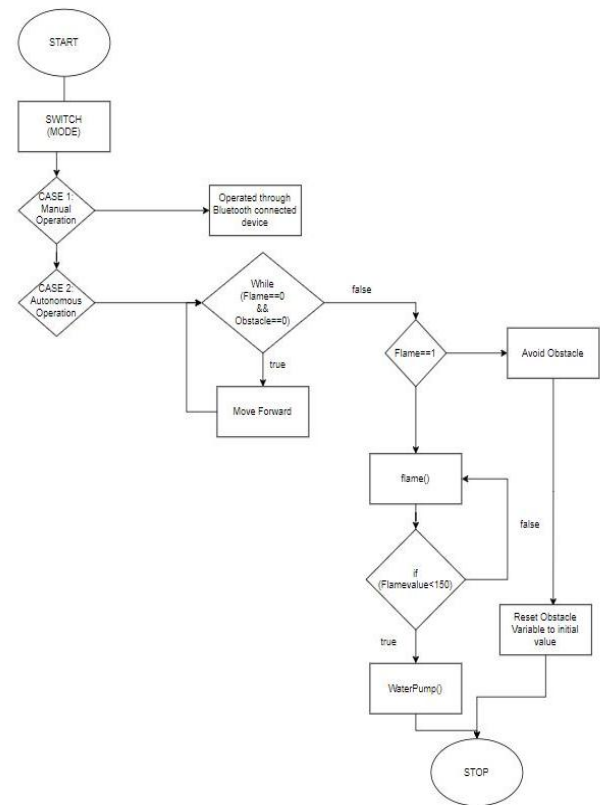 START
SWITCH
(MODE)
CASE 1:
Manual
Operation
Operated through
Bluetooth connected
device
CASE 2:
Autonomous
Operation
While
(Flame==0
&&
Obstacle==0)
false
true
Move Forward
Flame==1
Avoid Obstacle
flame()
false
if
(Flamevalue<150)
true
Reset Obstacle
Variable to initial
value
WaterPump()
STOP